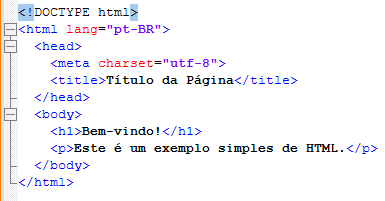 <!DOCTYPE html>
<html lang="pt-BR">
<head>
<meta charset="utf-8">
<title>Título da Página</title>
</head>
<body>
<h1>Bem-vindo!</h1>
<p>Este é um exemplo simples de HTML.</p>
</body>
</html>